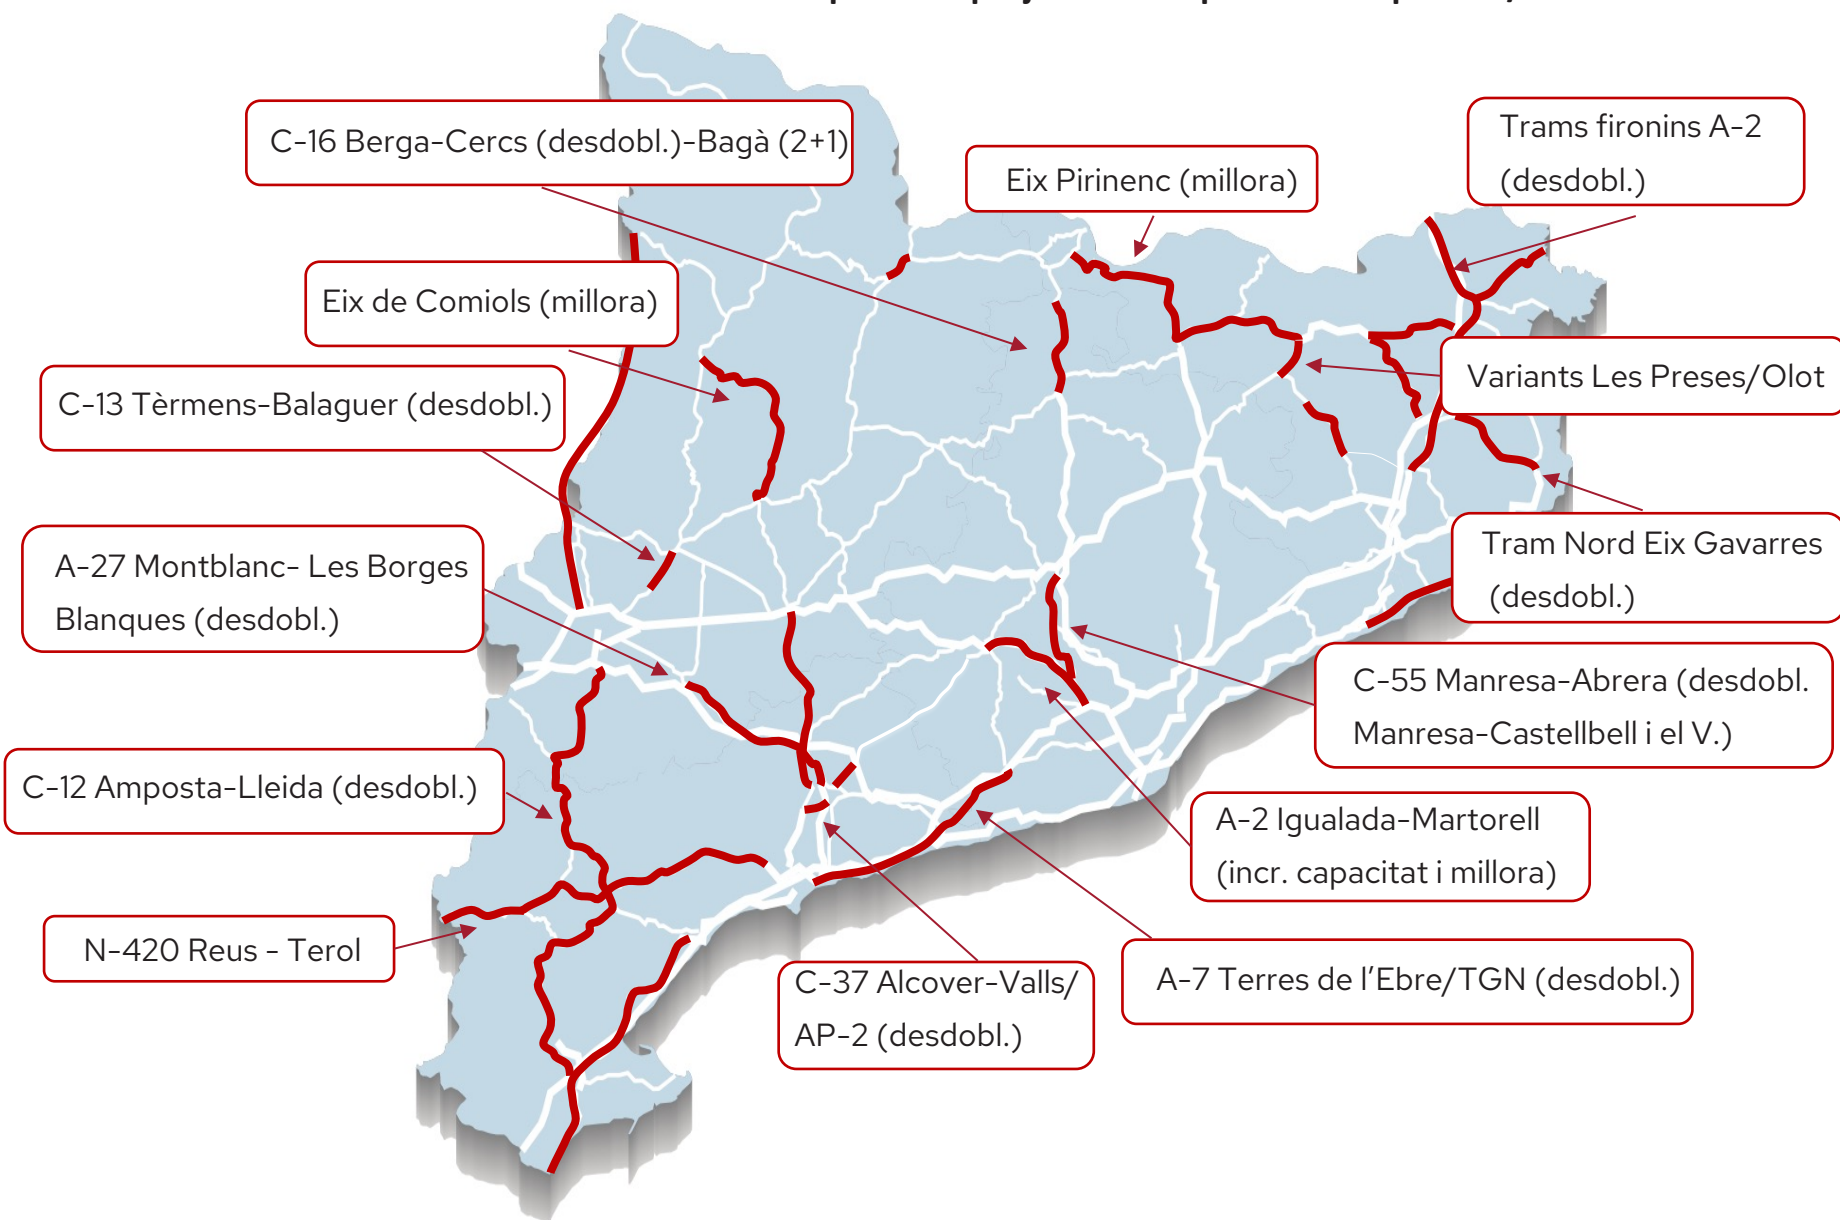 C-16 Berga-Cercs (desdobl.)-Bagà (2+1)
Trams fironins A-2
(desdobl.)
Eix Pirinenc (millora)
Eix de Comiols (millora)
C-13 Tèrmens-Balaguer (desdobl.)
Variants Les Preses/Olot
A-27 Montblanc- Les Borges
Blanques (desdobl.)
Tram Nord Eix Gavarres
(desdobl.)
C-55 Manresa-Abrera (desdobl.
Manresa-Castellbell i el V.)
C-12 Amposta-Lleida (desdobl.)
A-2 Igualada-Martorell
(incr. capacitat i millora)
N-420 Reus - Terol
C-37 Alcover-Valls/
AP-2 (desdobl.)
A-7 Terres de l'Ebre/TGN (desdobl.)